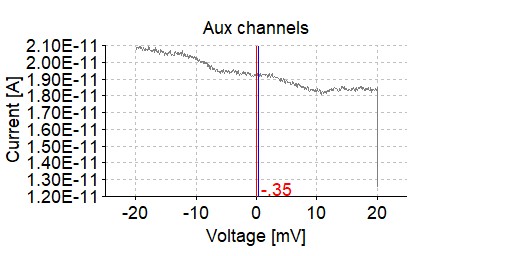 Aux channels
Current [A]
2.10E-11
2.00E-11
1.90E-11
1.80E-11
1.70E-11
1.60E-11
1.50E-11
1.40E-11
1.30E-11
1.20E-11
-.35
-20 -10 0 10 20
Voltage [mV]